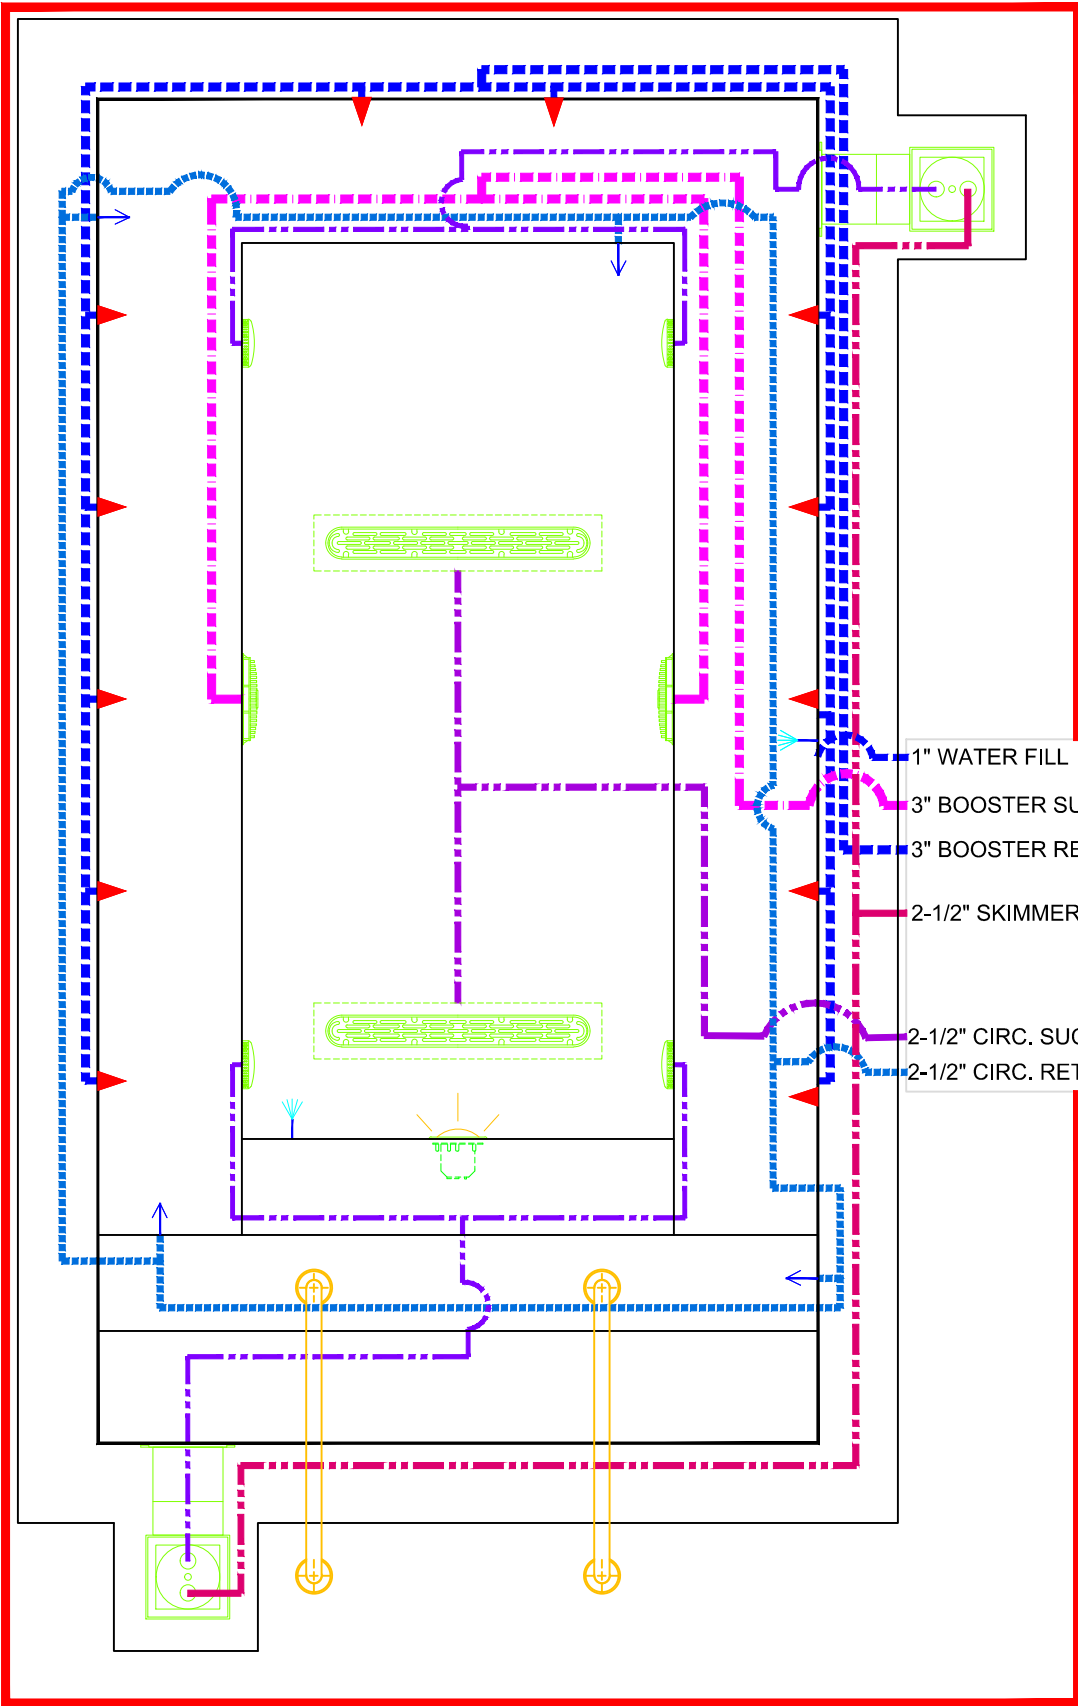 1" WATER FILL
3" BOOSTER SU
3" BOOSTER RE
2-1/2" SKIMMER
2-1/2" CIRC. SUC
2-1/2" CIRC. RET